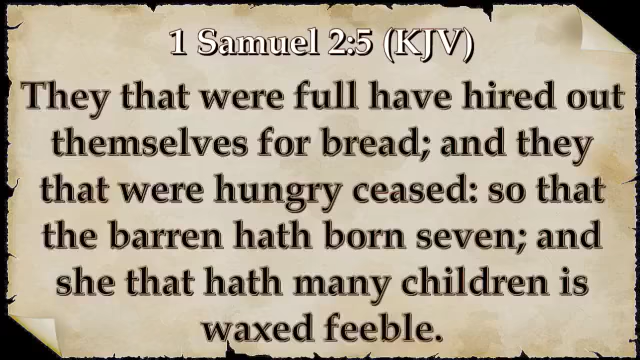 1 Samuel 2:5 (KJV)
They that were full have hired out
themselves for bread; and they
that were hungry ceased: so that
the barren hath born seven; and
she that hath many children is
waxed feeble.